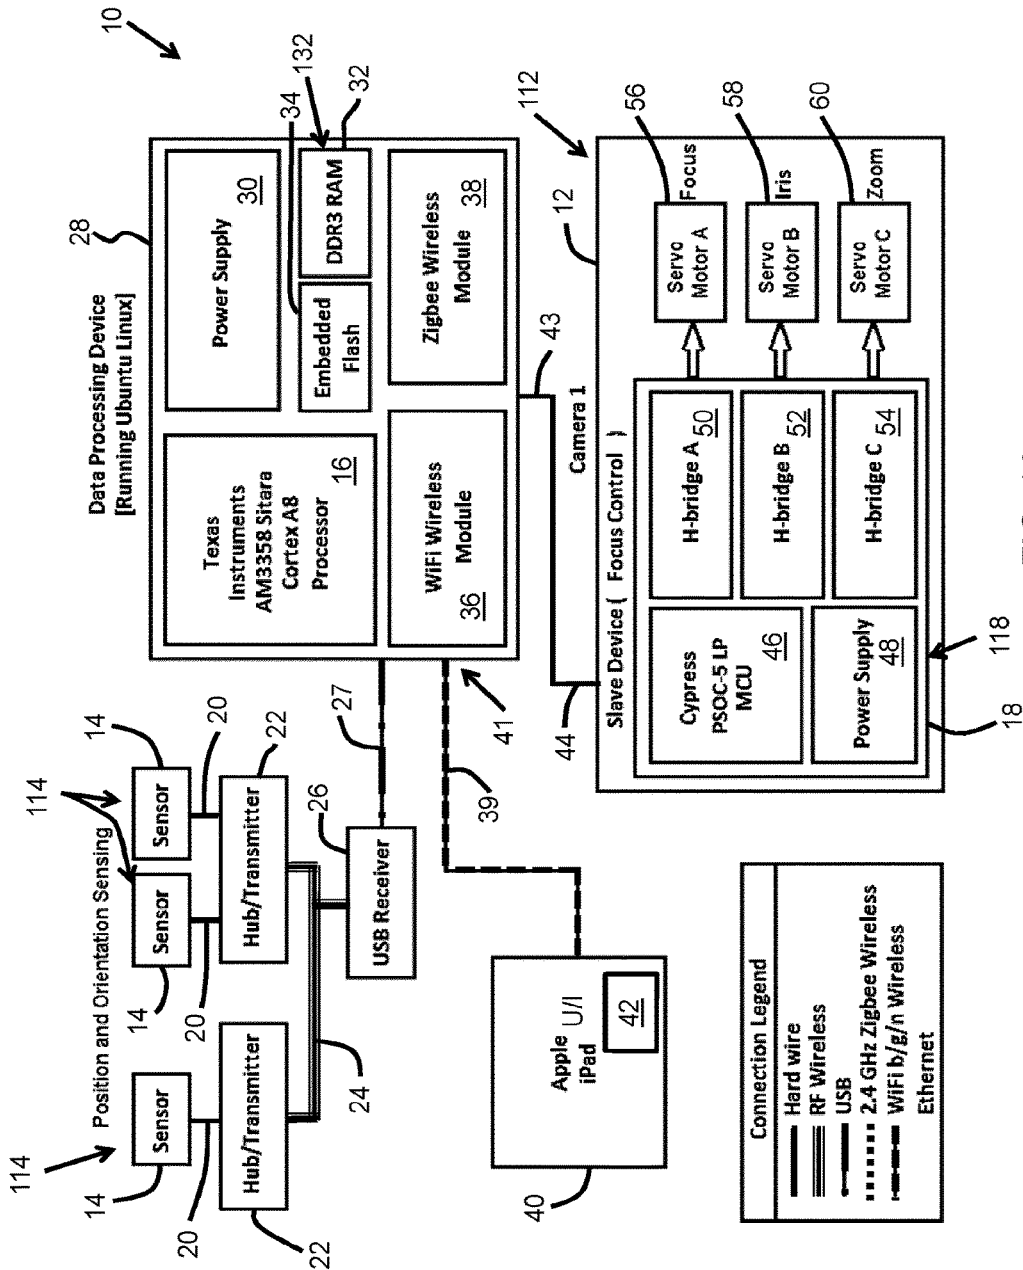 10
Data Processing Device
[Running Ubuntu Linux]
28
Texas
Instruments
AM3358 Sitara
Cortex A8
Processor
16
Power Supply
30
Embedded
Flash
34
DDR3 RAM
132
32
WiFi Wireless
Module
36
Zigbee Wireless
Module
38
41
43
44
Position and Orientation Sensing
114
114
Sensor
14
Sensor
14
Sensor
14
20
20
20
Hub/Transmitter
22
Hub/Transmitter
22
24
USB Receiver
26
27
39
Apple U/I
iPad
42
40
Camera 1
12
112
Slave Device ( Focus Control )
Cypress
PSOC-5 LP
MCU
46
Power Supply
48
118
18
H-bridge A
50
H-bridge B
52
H-bridge C
54
Servo
Motor A
56
Focus
Servo
Motor B
58
Iris
Servo
Motor C
60
Zoom
Connection Legend
Hard wire
RF Wireless
USB
2.4 GHz Zigbee Wireless
WiFi b/g/n Wireless
Ethernet